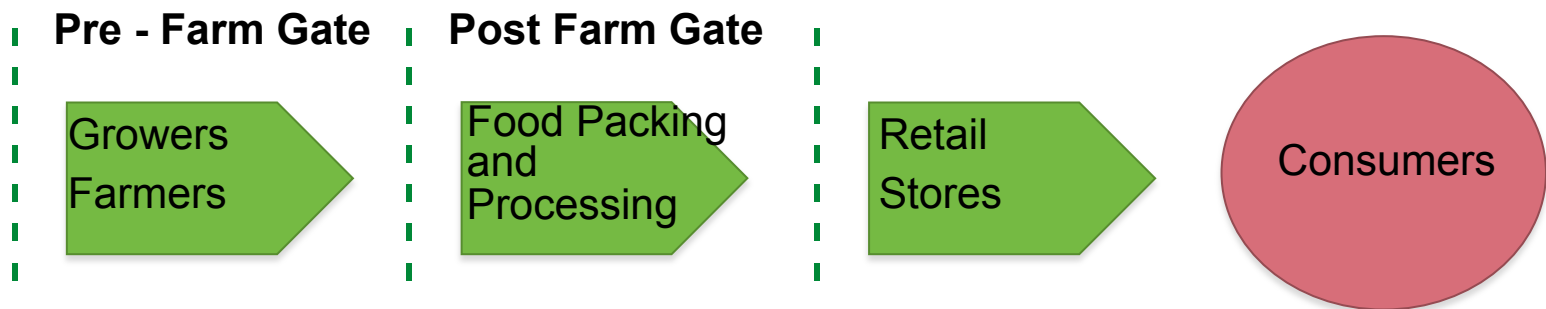 Pre - Farm Gate
Post Farm Gate
Growers
Farmers
Food Packing
and
Processing
Retail
Stores
Consumers